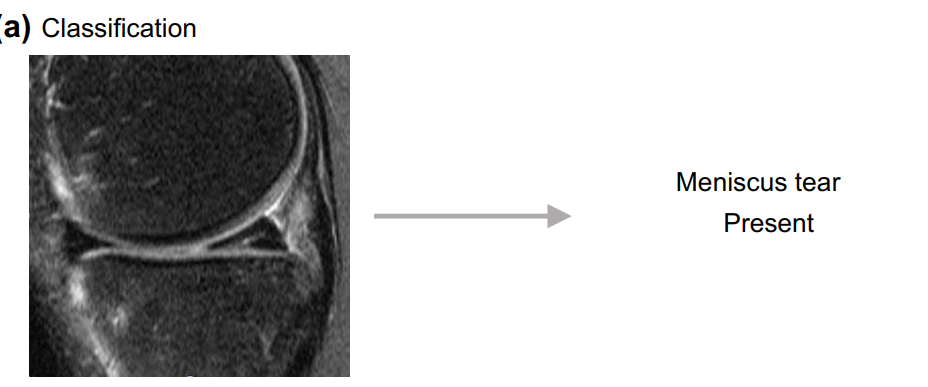 (a) Classification
Meniscus tear
Present